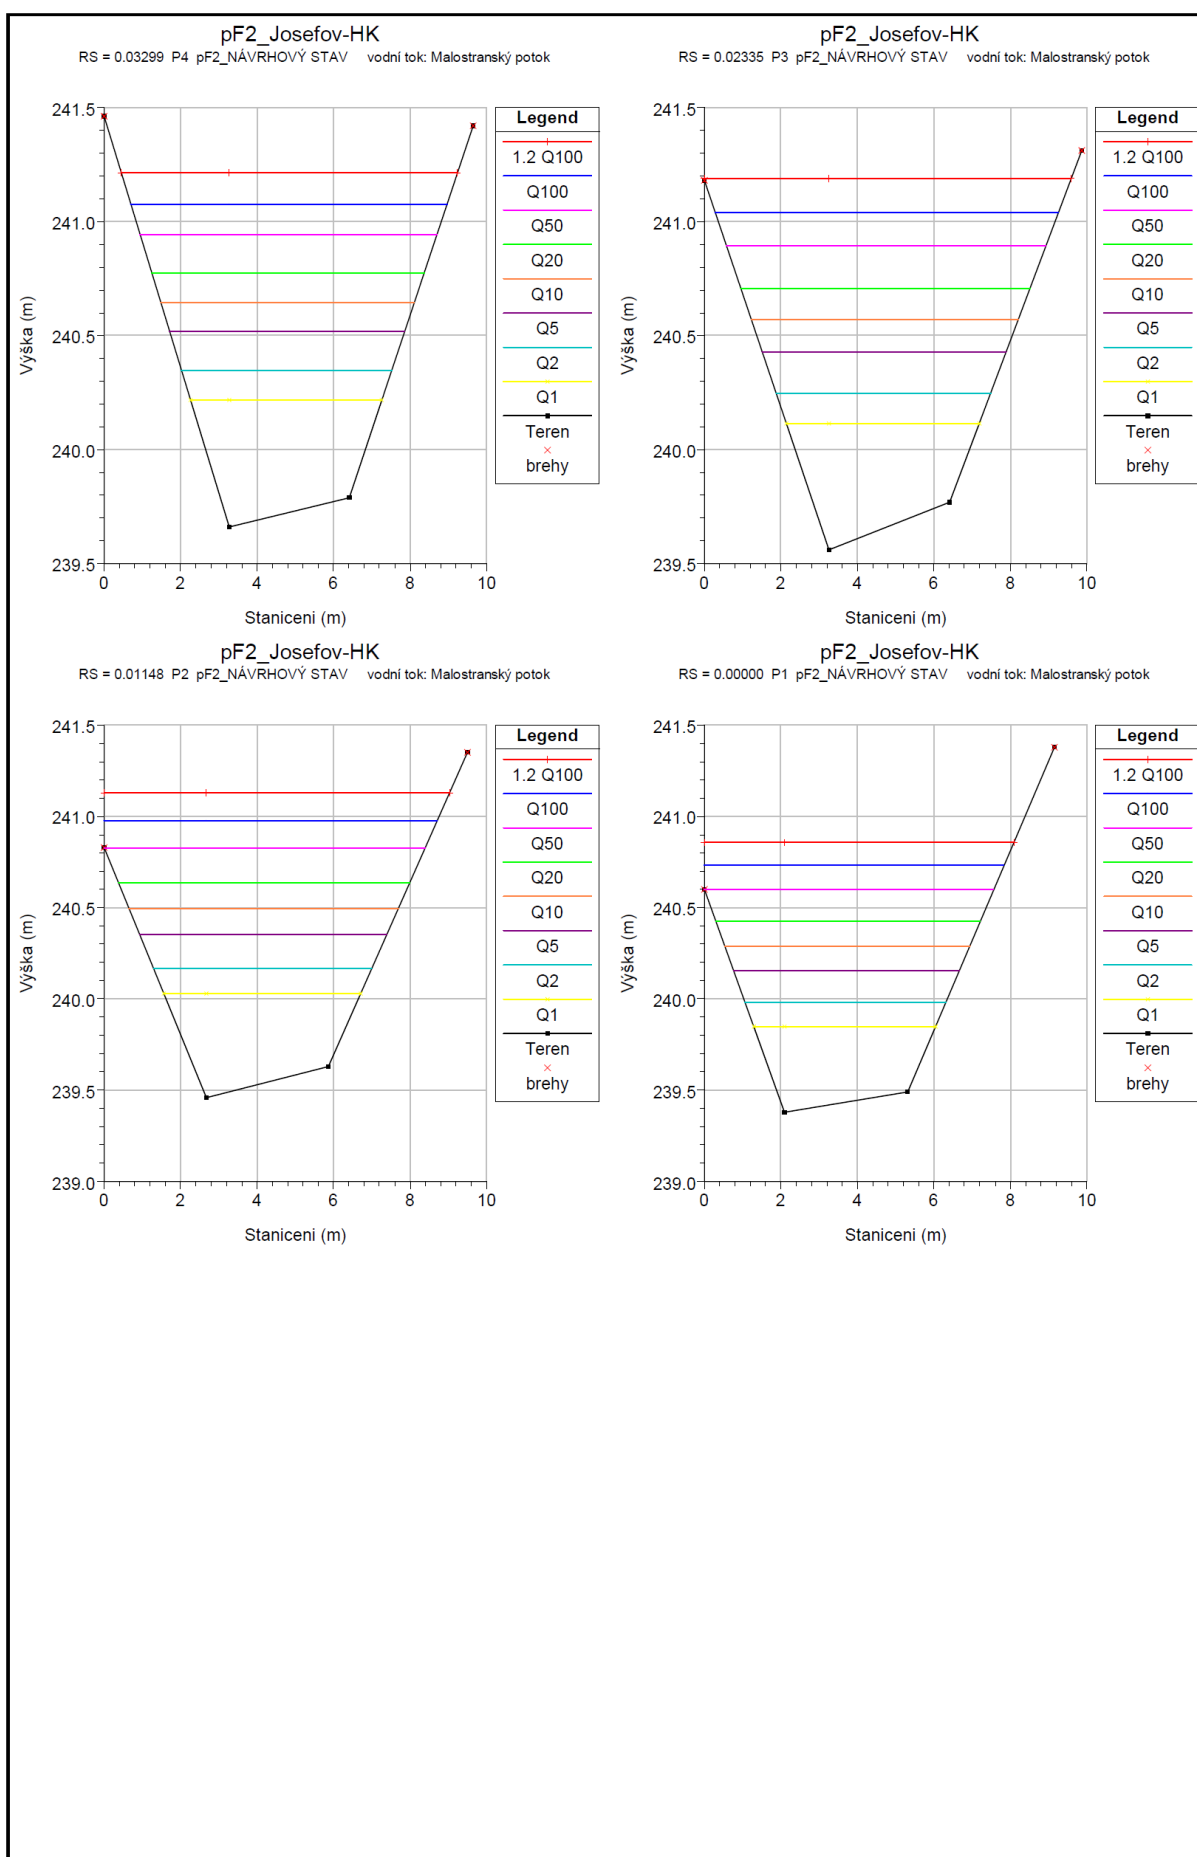 pF2_Josefov-HK
RS = 0.03299 P4 pF2_NÁVRHOVÝ STAV vodní tok: Malostranský potok
241.5
241.0
240.5
240.0
239.5
0 2 4 6 8 10
Výška (m)
Staniceni (m)
Legend
1.2 Q100
Q100
Q50
Q20
Q10
Q5
Q2
Q1
Teren
brehy
pF2_Josefov-HK
RS = 0.02335 P3 pF2_NÁVRHOVÝ STAV vodní tok: Malostranský potok
241.5
241.0
240.5
240.0
239.5
0 2 4 6 8 10
Výška (m)
Staniceni (m)
Legend
1.2 Q100
Q100
Q50
Q20
Q10
Q5
Q2
Q1
Teren
brehy
pF2_Josefov-HK
RS = 0.01148 P2 pF2_NÁVRHOVÝ STAV vodní tok: Malostranský potok
241.5
241.0
240.5
240.0
239.5
239.0
0 2 4 6 8 10
Výška (m)
Staniceni (m)
Legend
1.2 Q100
Q100
Q50
Q20
Q10
Q5
Q2
Q1
Teren
brehy
pF2_Josefov-HK
RS = 0.00000 P1 pF2_NÁVRHOVÝ STAV vodní tok: Malostranský potok
241.5
241.0
240.5
240.0
239.5
239.0
0 2 4 6 8 10
Výška (m)
Staniceni (m)
Legend
1.2 Q100
Q100
Q50
Q20
Q10
Q5
Q2
Q1
Teren
brehy